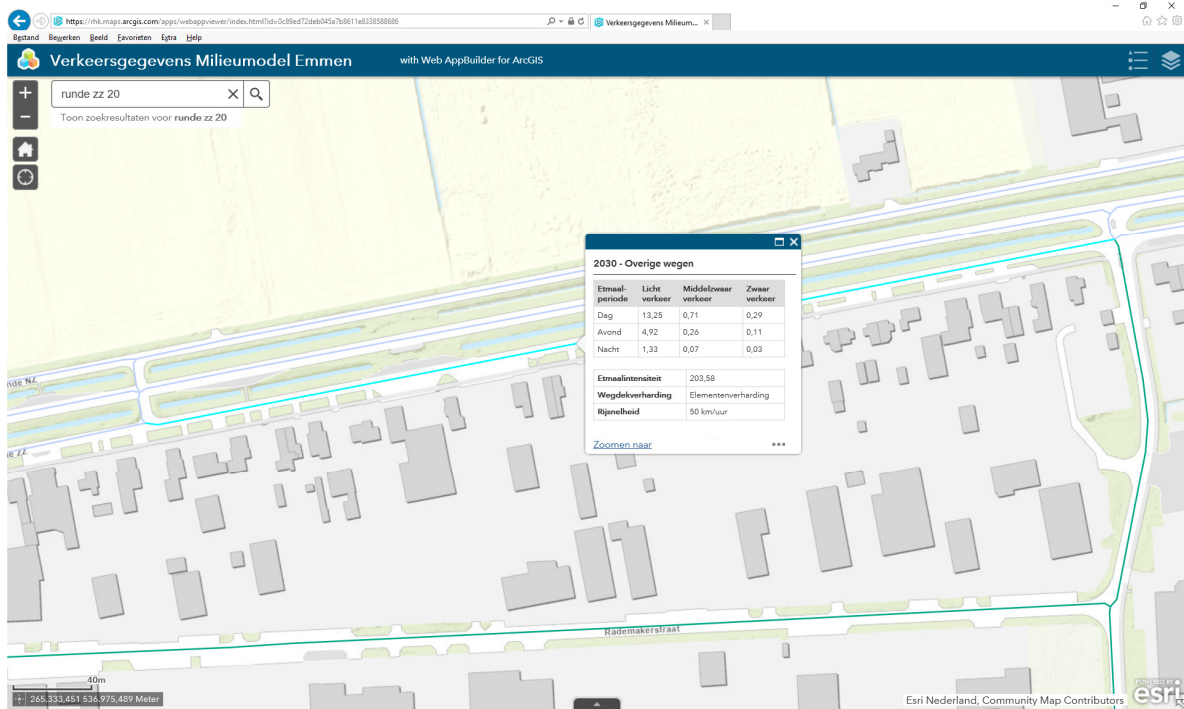 https://rhk.maps.arcgis.com/apps/webappviewer/index.html?id=0c89ed72deb045a7b8611e8338588686
Verkeersgegevens Milieum...
Bestand Bewerken Beeld Favorieten Extra Help
Verkeersgegevens Milieumodel Emmen with Web AppBuilder for ArcGIS
runde zz 20
Toon zoekresultaten voor runde zz 20
2030 - Overige wegen
Etmaal-periode Licht verkeer Middelzwaar verkeer Zwaar verkeer
Dag 13,25 0,71 0,29
Avond 4,92 0,26 0,11
Nacht 1,33 0,07 0,03
Etmaalintensiteit 203,58
Wegdekverharding Elementenverharding
Rijsnelheid 50 km/uur
Zoomen naar
nde NZ
e ZZ
Rademakerstraat
40m
265.333,451 536.975,489 Meter
Esri Nederland, Community Map Contributors
POWERED BY
esri